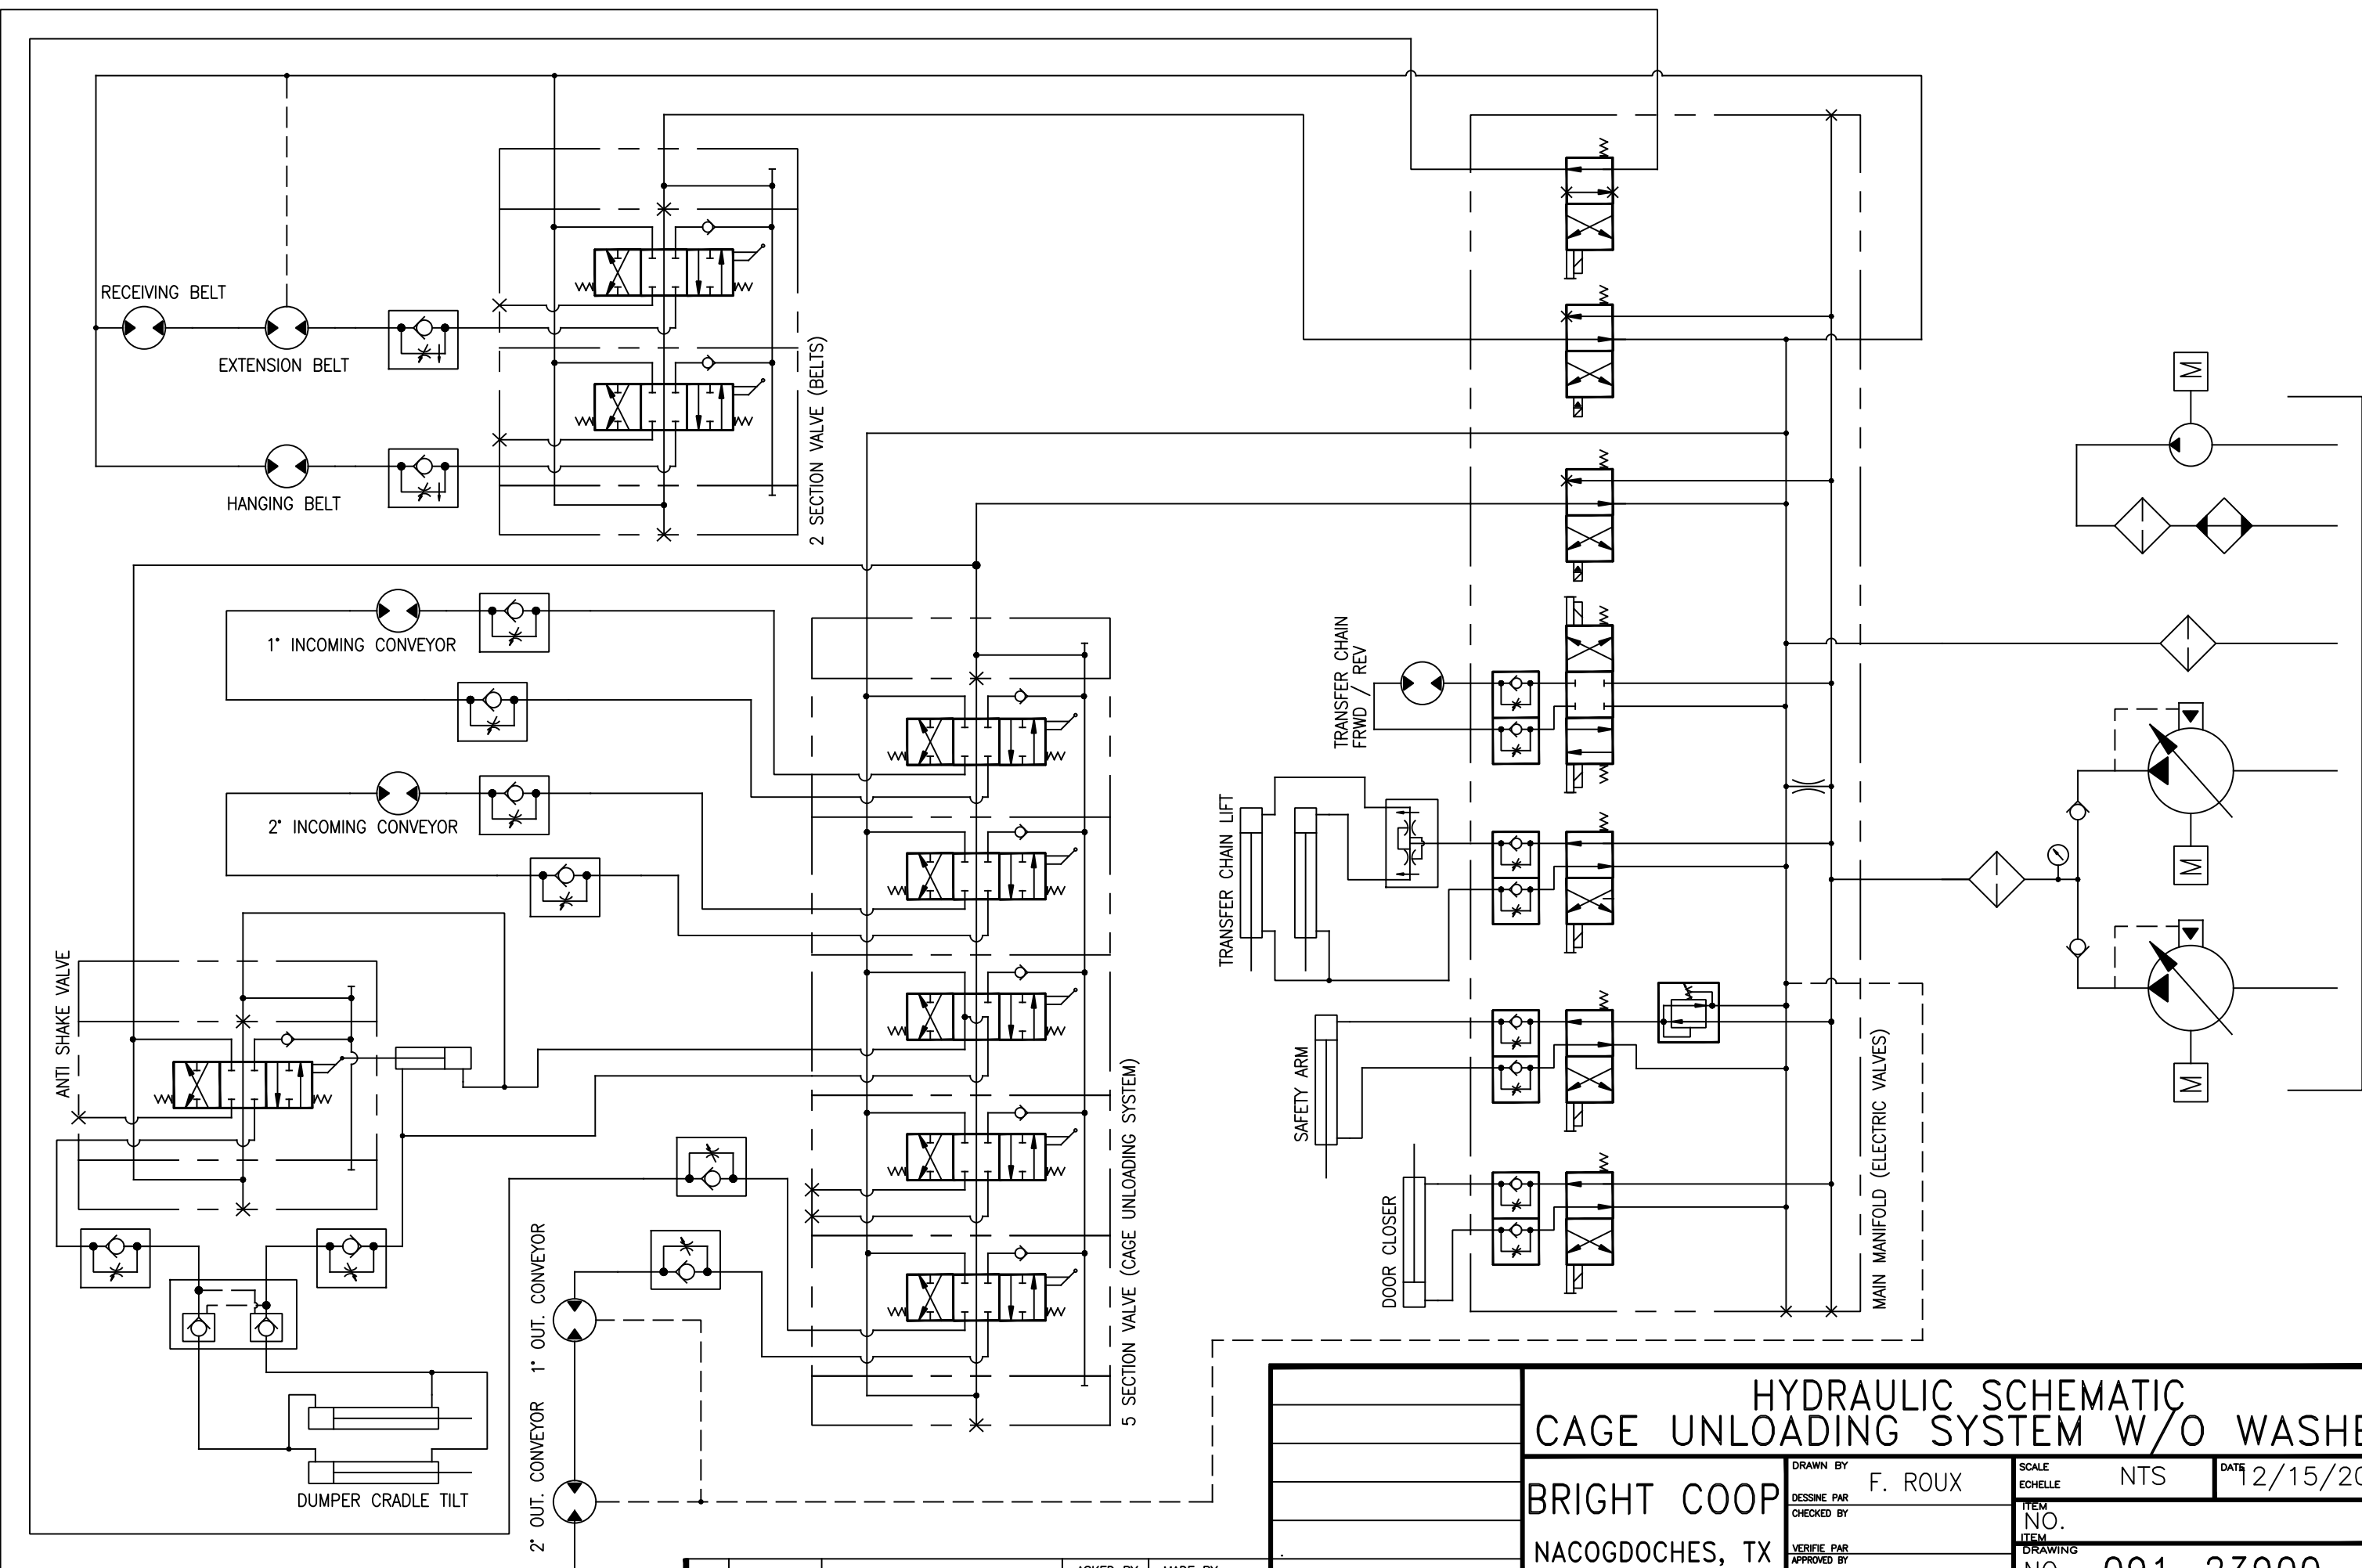 RECEIVING BELT
EXTENSION BELT
HANGING BELT
2 SECTION VALVE (BELTS)
1° INCOMING CONVEYOR
2° INCOMING CONVEYOR
ANTI SHAKE VALVE
DUMPER CRADLE TILT
1° OUT. CONVEYOR
2° OUT. CONVEYOR
5 SECTION VALVE (CAGE UNLOADING SYSTEM)
TRANSFER CHAIN
FRWD / REV
TRANSFER CHAIN LIFT
SAFETY ARM
DOOR CLOSER
MAIN MANIFOLD (ELECTRIC VALVES)
M
M
M
HYDRAULIC SCHEMATIC
CAGE UNLOADING SYSTEM W/O
BRIGHT COOP
NACOGDOCHES, TX
DRAWN BY
F. ROUX
DESSINE PAR
CHECKED BY
VERIFIE PAR
APPROVED BY
SCALE
NTS
ECHELLE
DATE
ITEM
NO.
ITEM
DRAWING